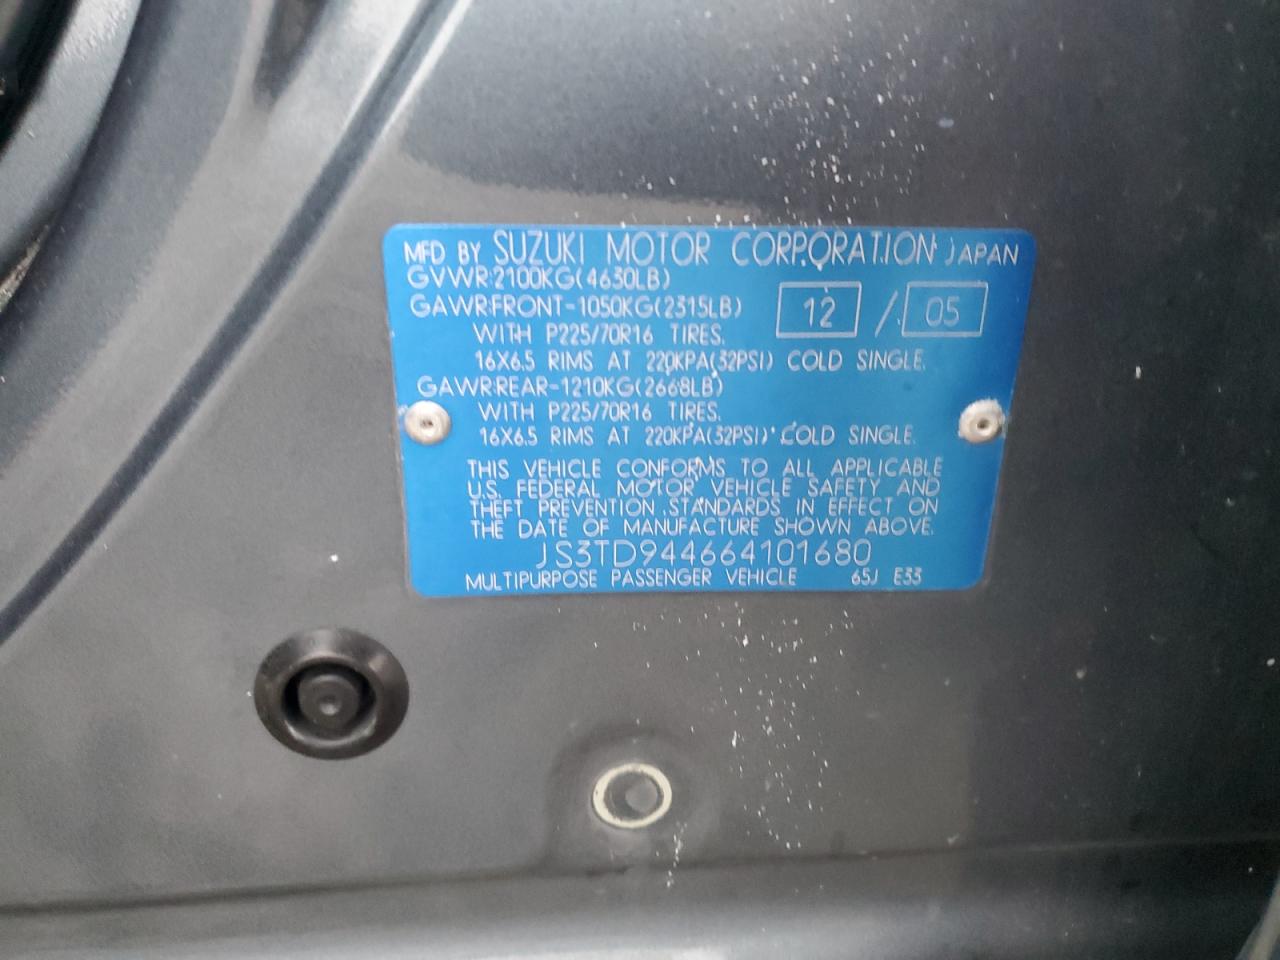 MFD BY SUZUKI MOTOR CORPORATION JAPAN
GVWR:2100KG(4630LB)
GAWR:FRONT-1050KG(2315LB) 12 / 05
WITH P225/70R16 TIRES.
16X6.5 RIMS AT 220KPA(32PSI) COLD SINGLE.
GAWR:REAR-1210KG(2668LB)
WITH P225/70R16 TIRES.
16X6.5 RIMS AT 220KPA(32PSI) COLD SINGLE.
THIS VEHICLE CONFORMS TO ALL APPLICABLE
U.S. FEDERAL MOTOR VEHICLE SAFETY AND
THEFT PREVENTION STANDARDS IN EFFECT ON
THE DATE OF MANUFACTURE SHOWN ABOVE.
JS3TD944664101680
MULTIPURPOSE PASSENGER VEHICLE 65J E33